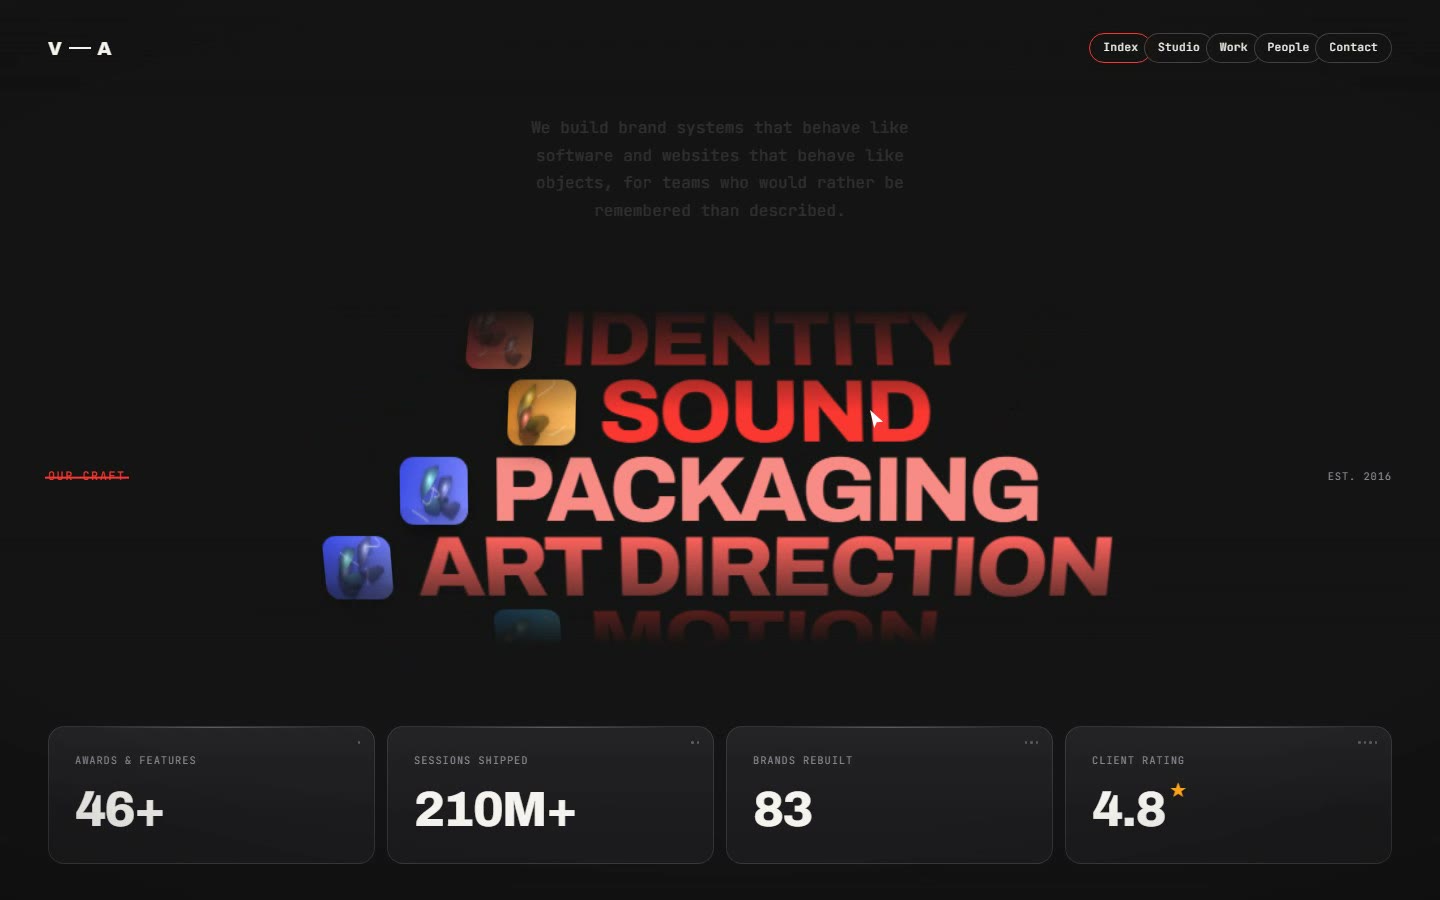 V — A
Index Studio Work People Contact
We build brand systems that behave like
software and websites that behave like
objects, for teams who would rather be
remembered than described.
IDENTITY
SOUND
PACKAGING
ART DIRECTION
MOTION
OUR CRAFT
EST. 2016
AWARDS & FEATURES
46+
SESSIONS SHIPPED
210M+
BRANDS REBUILT
83
CLIENT RATING
4.8★